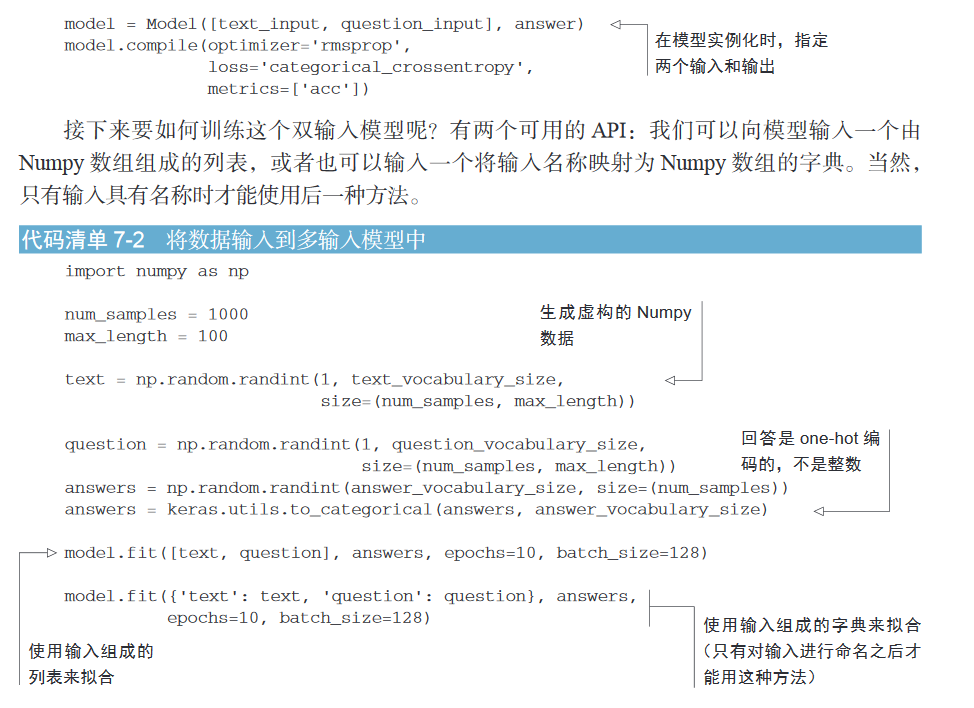 model = Model([text_input, question_input], answer)
model.compile(optimizer='rmsprop',
              loss='categorical_crossentropy',
              metrics=['acc'])
在模型实例化时，指定
两个输入和输出
接下来要如何训练这个双输入模型呢？有两个可用的 API：我们可以向模型输入一个由
Numpy 数组组成的列表，或者也可以输入一个将输入名称映射为 Numpy 数组的字典。当然，
只有输入具有名称时才能使用后一种方法。
代码清单 7-2 将数据输入到多输入模型中
import numpy as np
num_samples = 1000
max_length = 100
生成虚构的 Numpy
数据
text = np.random.randint(1, text_vocabulary_size,
                         size=(num_samples, max_length))
question = np.random.randint(1, question_vocabulary_size,
                             size=(num_samples, max_length))
回答是 one-hot 编
码的，不是整数
answers = np.random.randint(answer_vocabulary_size, size=(num_samples))
answers = keras.utils.to_categorical(answers, answer_vocabulary_size)
model.fit([text, question], answers, epochs=10, batch_size=128)
model.fit({'text': text, 'question': question}, answers,
          epochs=10, batch_size=128)
使用输入组成的
列表来拟合
使用输入组成的字典来拟合
（只有对输入进行命名之后才
能用这种方法）